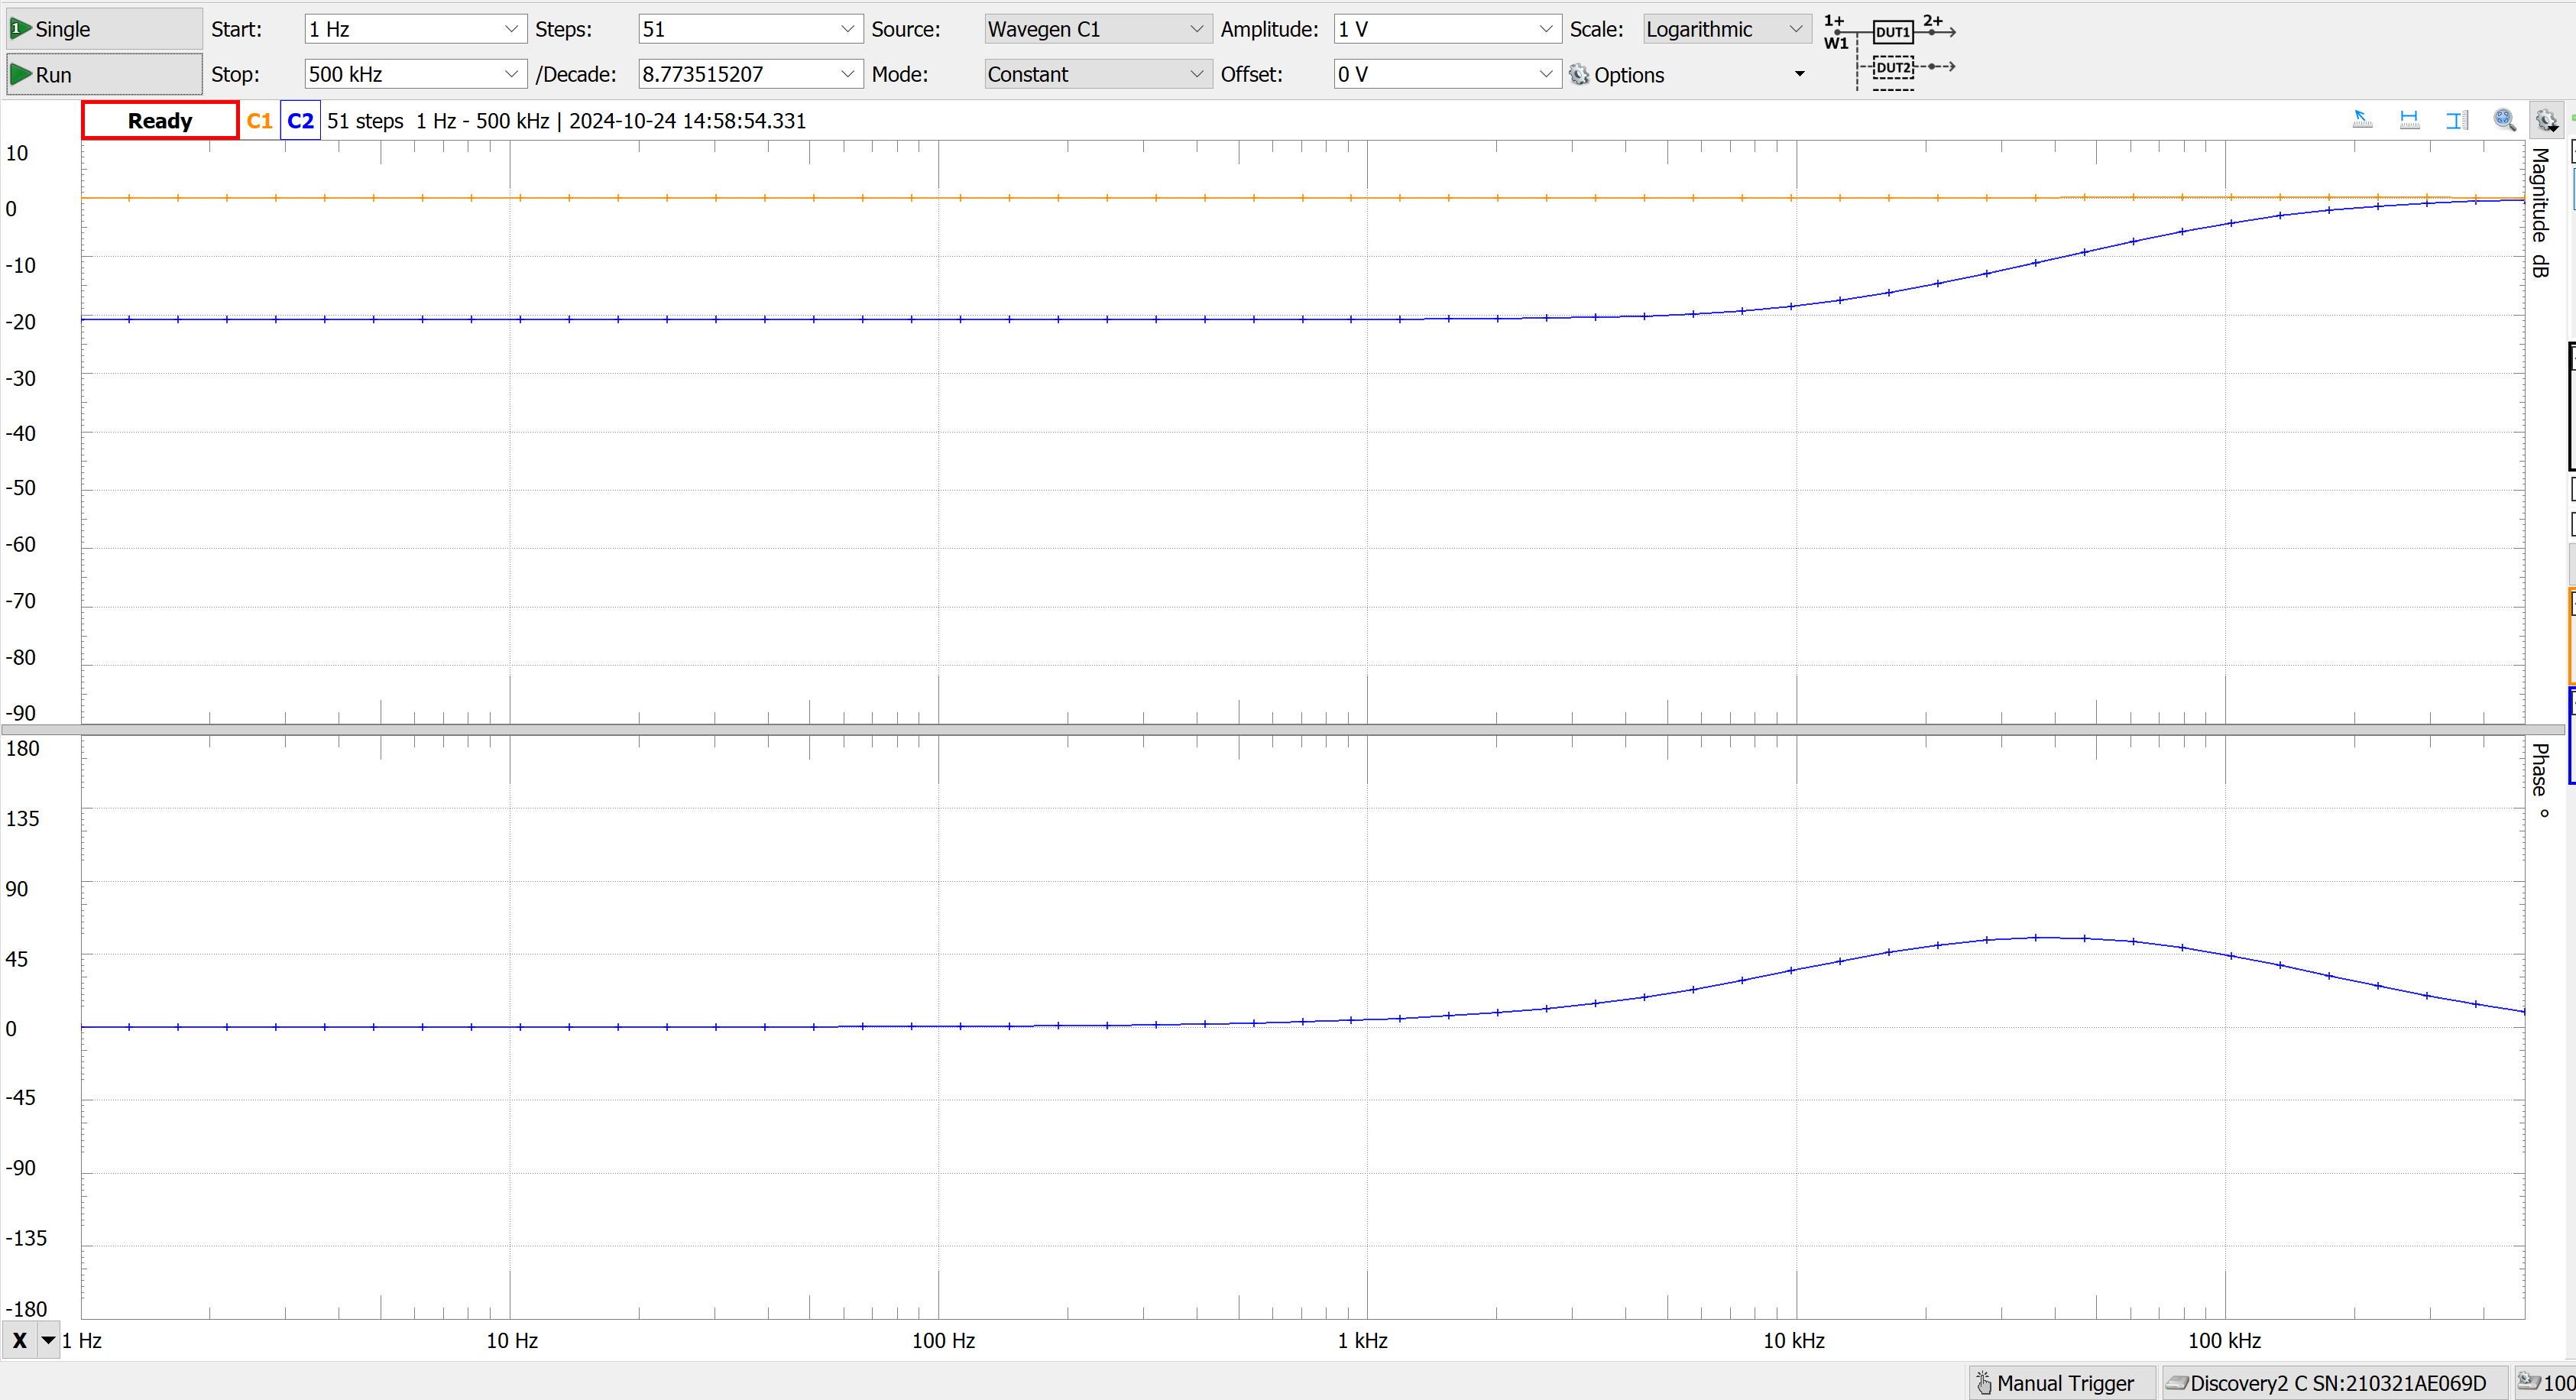 Single Start: 1 Hz Steps: 51 Source: Wavegen C1 Amplitude: 1 V Scale: Logarithmic 1+ W1 DUT1 2+
Run Stop: 500 kHz /Decade: 8.773515207 Mode: Constant Offset: 0 V Options DUT2
Ready C1 C2 51 steps 1 Hz - 500 kHz | 2024-10-24 14:58:54.331
10
0
-10
-20
-30
-40
-50
-60
-70
-80
-90
Magnitude dB
180
135
90
45
0
-45
-90
-135
-180
Phase °
X 1 Hz 10 Hz 100 Hz 1 kHz 10 kHz 100 kHz
Manual Trigger Discovery2 C SN:210321AE069D 100